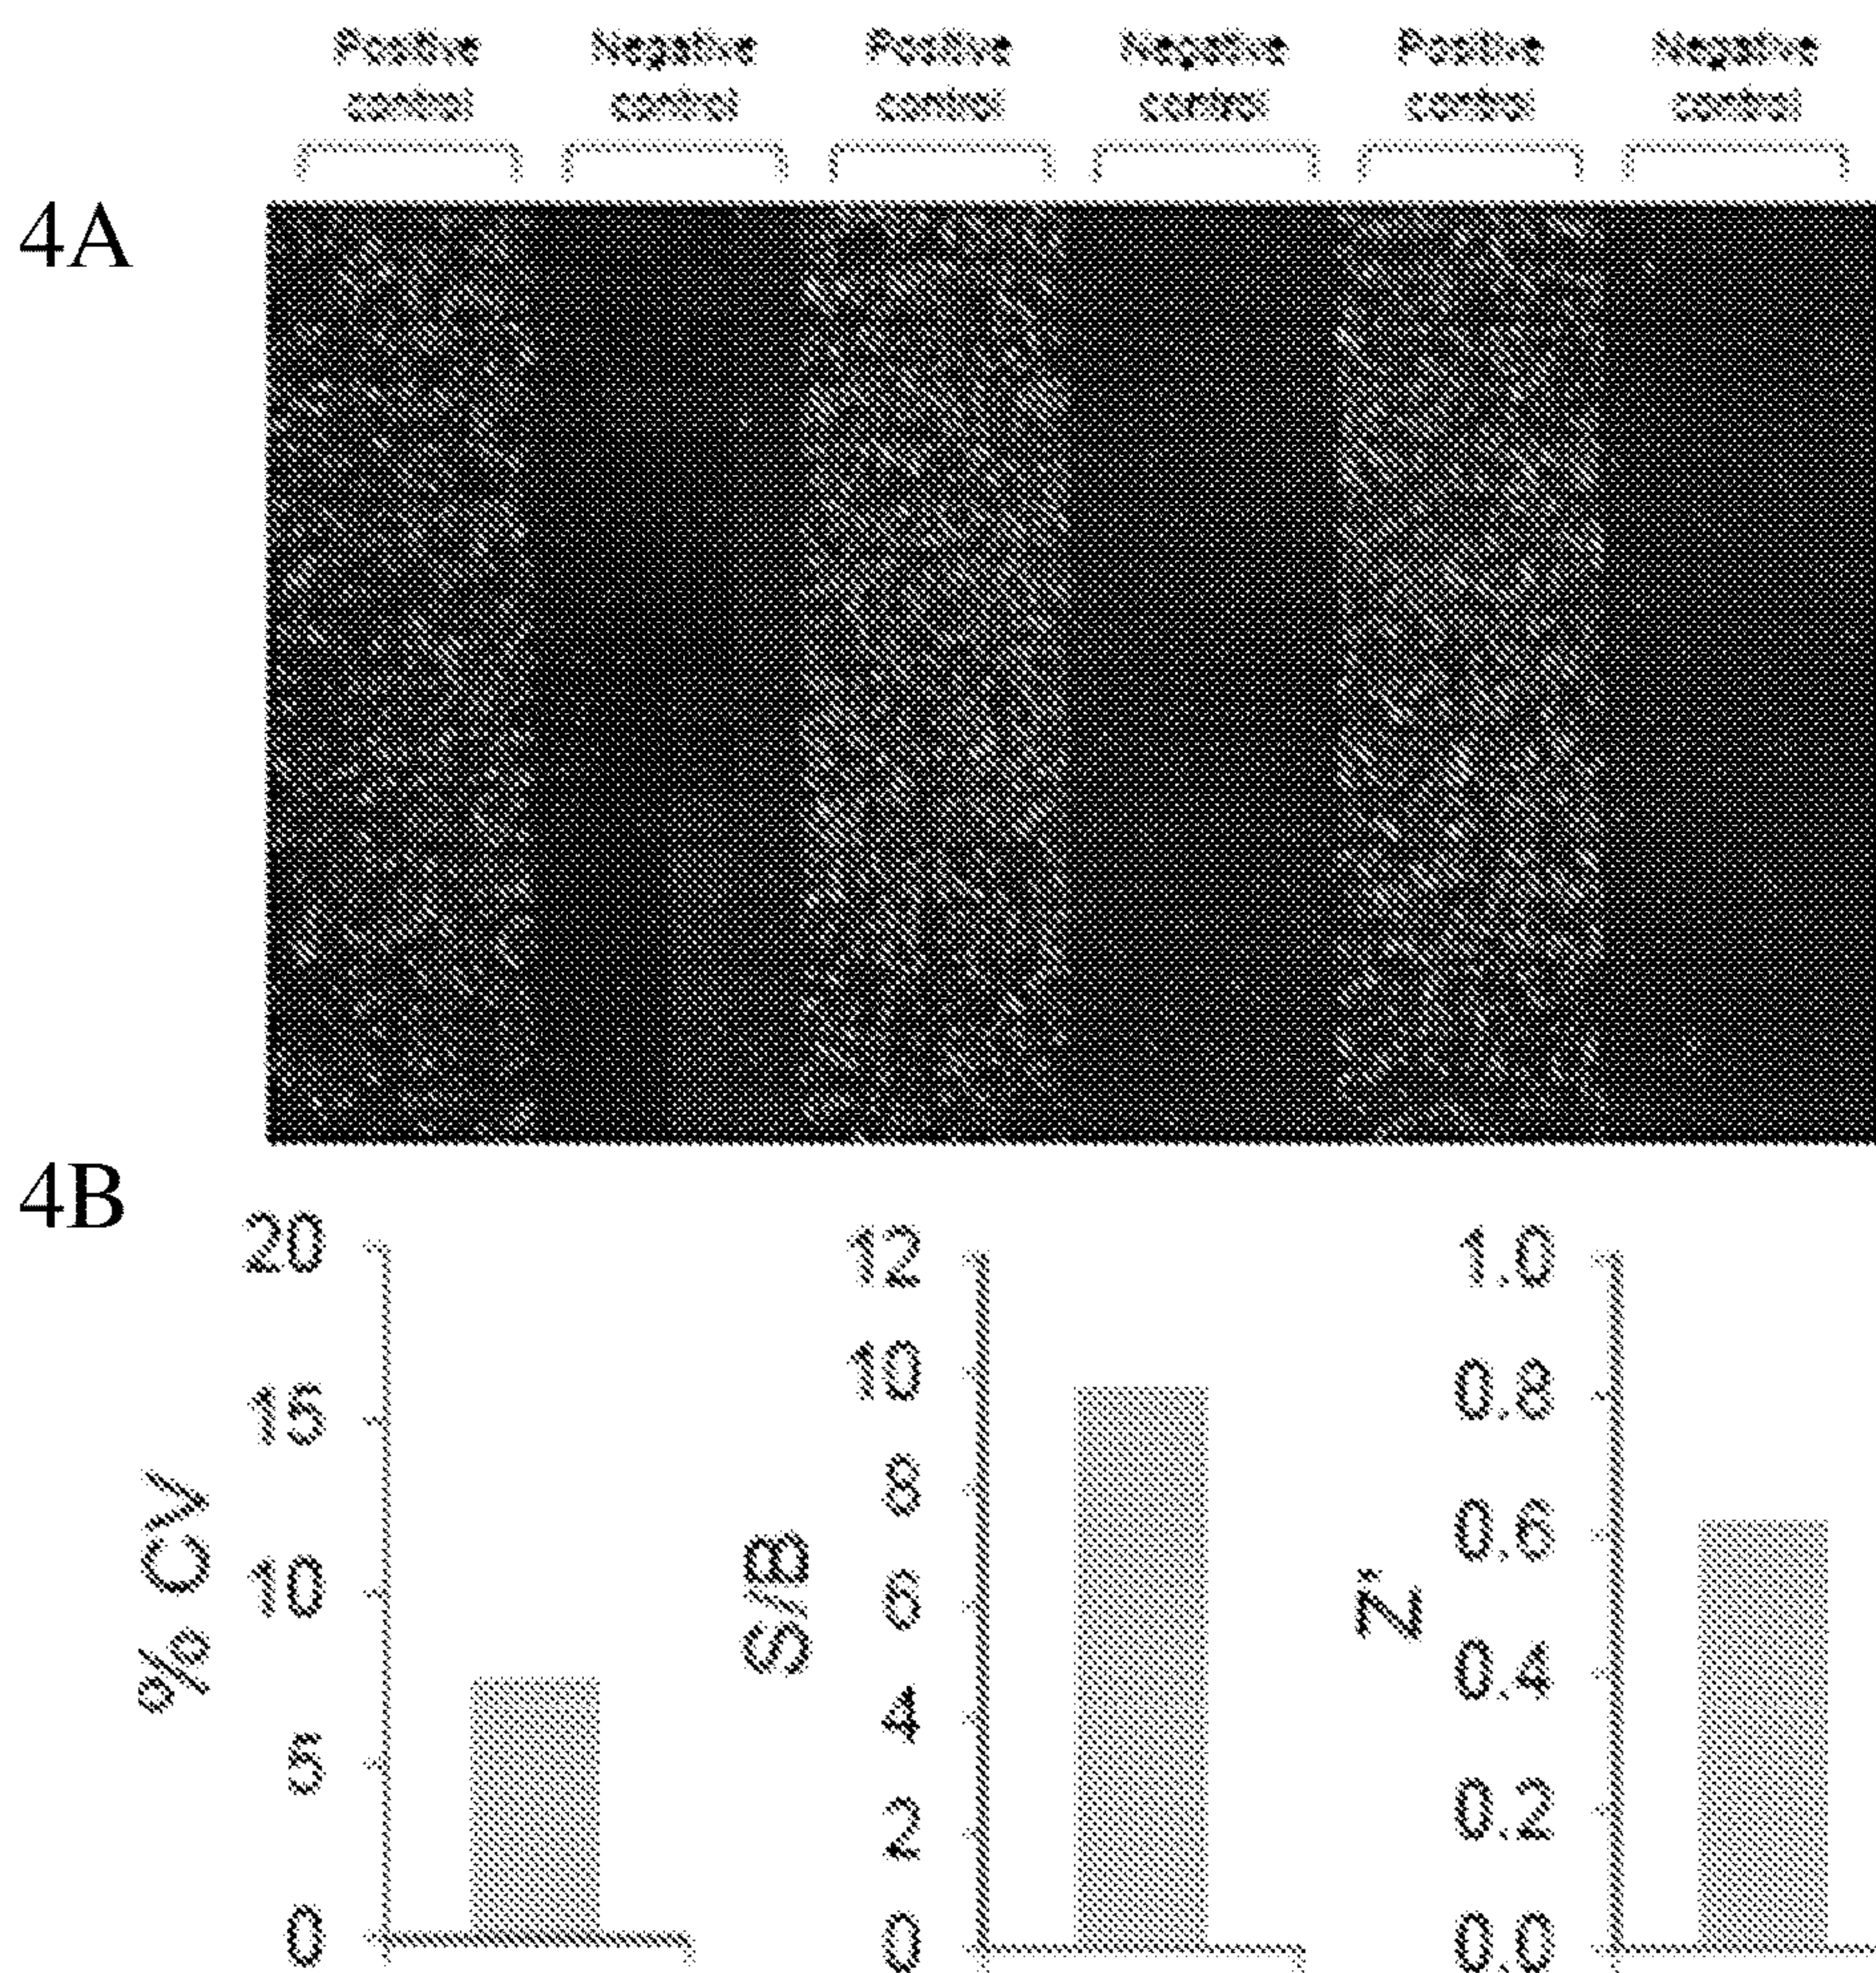 Positive Negative Positive Negative Positive Negative
control control control control control control
4A
4B
% CV
20
15
10
5
0
S/B
12
10
8
6
4
2
0
Z'
1.0
0.8
0.6
0.4
0.2
0.0